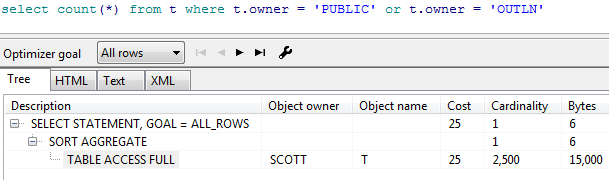 select count(*) from t where t.owner = 'PUBLIC' or t.owner = 'OUTLN'
Optimizer goal All rows
Tree HTML Text XML
Description Object owner Object name Cost Cardinality Bytes
SELECT STATEMENT, GOAL = ALL_ROWS 25 1 6
SORT AGGREGATE 1 6
TABLE ACCESS FULL SCOTT T 25 2,500 15,000